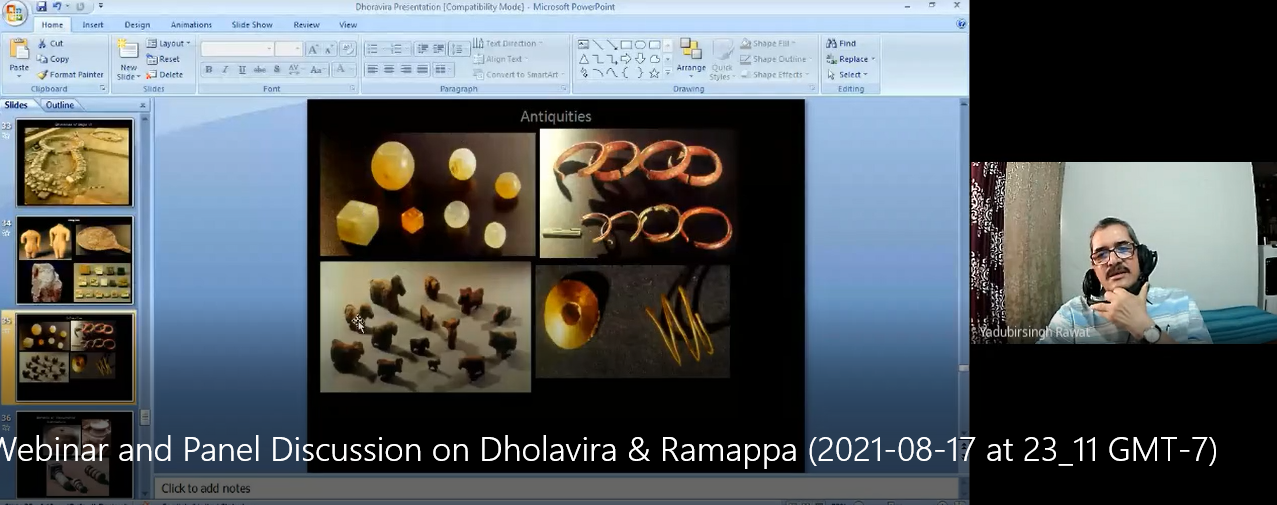 Dhoravira Presentation [Compatibility Mode] - Microsoft PowerPoint
Home Insert Design Animations Slide Show Review View
Cut
Copy
Format Painter
Paste
Clipboard
New
Slide
Layout
Reset
Delete
Slides
Font
Paragraph
Text Direction
Align Text
Convert to SmartArt
Arrange
Quick
Styles
Shape Fill
Shape Outline
Shape Effects
Drawing
Find
Replace
Select
Editing
Slides Outline
33
34
35
36
Antiquities
Yadubirsingh Rawat
Webinar and Panel Discussion on Dholavira & Ramappa (2021-08-17 at 23_11 GMT-7)
Click to add notes